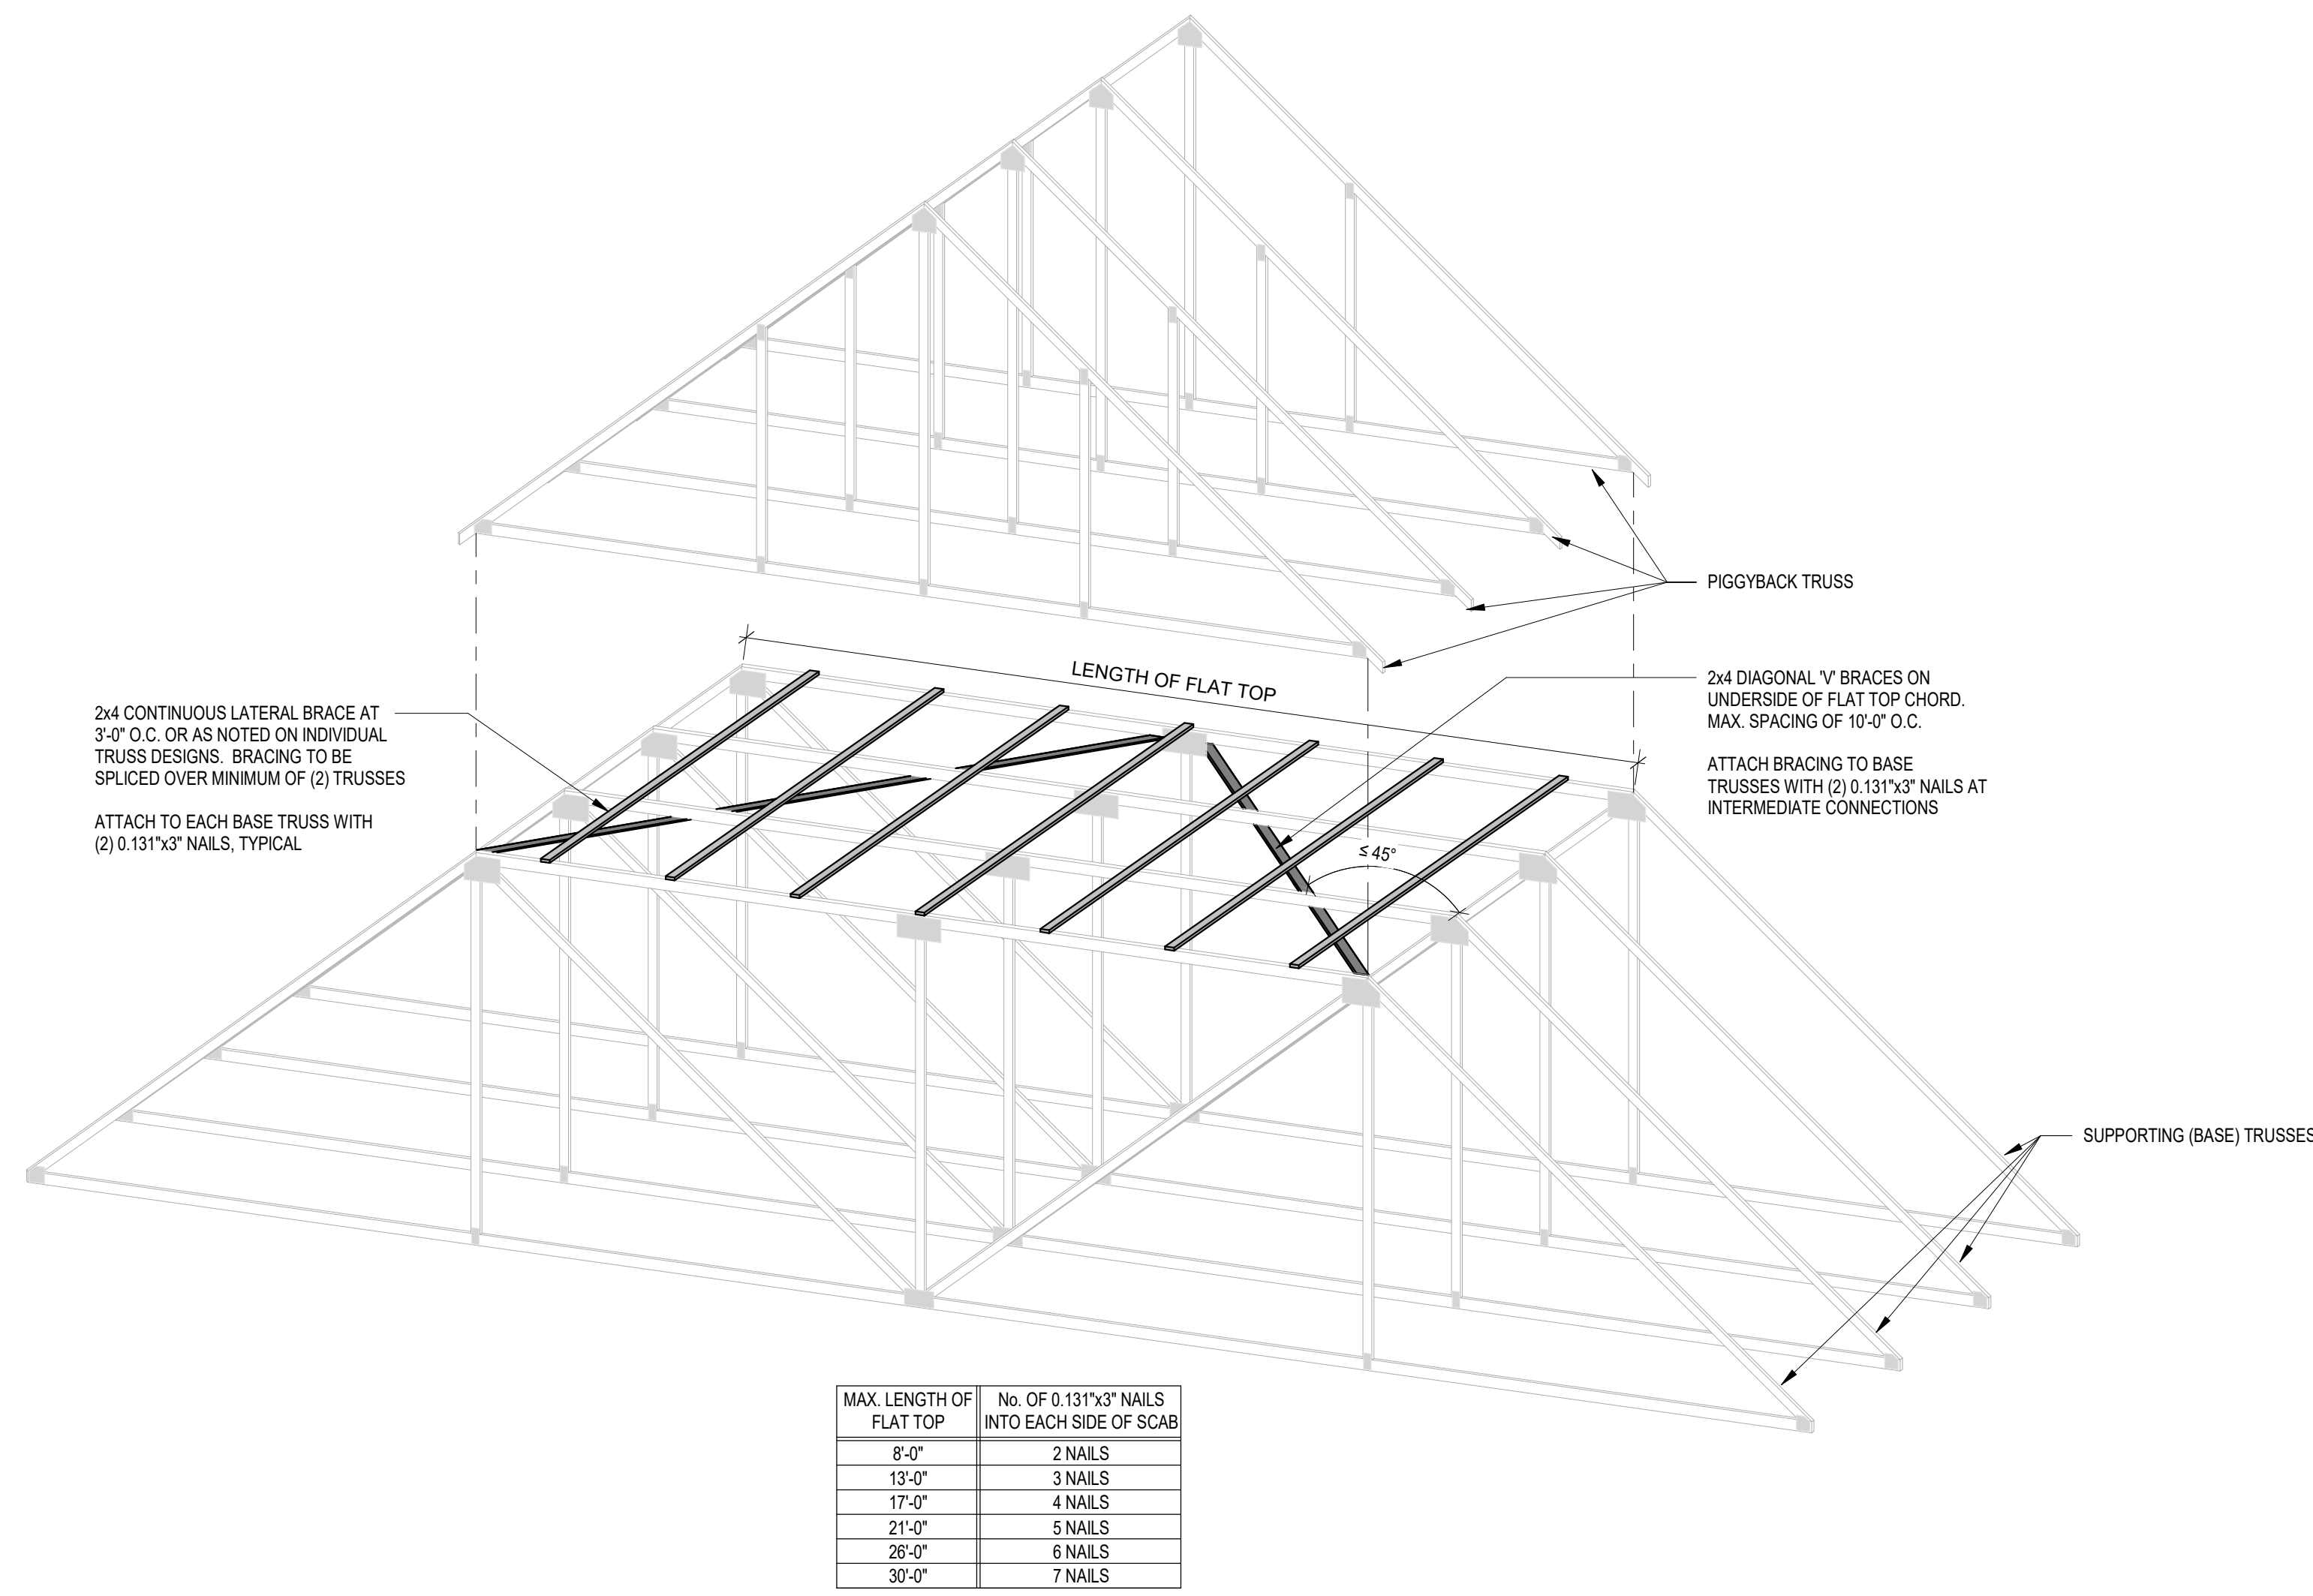 PIGGYBACK TRUSS
LENGTH OF FLAT TOP
2x4 CONTINUOUS LATERAL BRACE AT
3'-0" O.C. OR AS NOTED ON INDIVIDUAL
TRUSS DESIGNS. BRACING TO BE
SPLICED OVER MINIMUM OF (2) TRUSSES
ATTACH TO EACH BASE TRUSS WITH
(2) 0.131"x3" NAILS, TYPICAL
2x4 DIAGONAL 'V' BRACES ON
UNDERSIDE OF FLAT TOP CHORD.
MAX. SPACING OF 10'-0" O.C.
ATTACH BRACING TO BASE
TRUSSES WITH (2) 0.131"x3" NAILS AT
INTERMEDIATE CONNECTIONS
≤ 45°
SUPPORTING (BASE) TRUSSES
MAX. LENGTH OF FLAT TOP
No. OF 0.131"x3" NAILS
INTO EACH SIDE OF SCAB
8'-0" 2 NAILS
13'-0" 3 NAILS
17'-0" 4 NAILS
21'-0" 5 NAILS
26'-0" 6 NAILS
30'-0" 7 NAILS